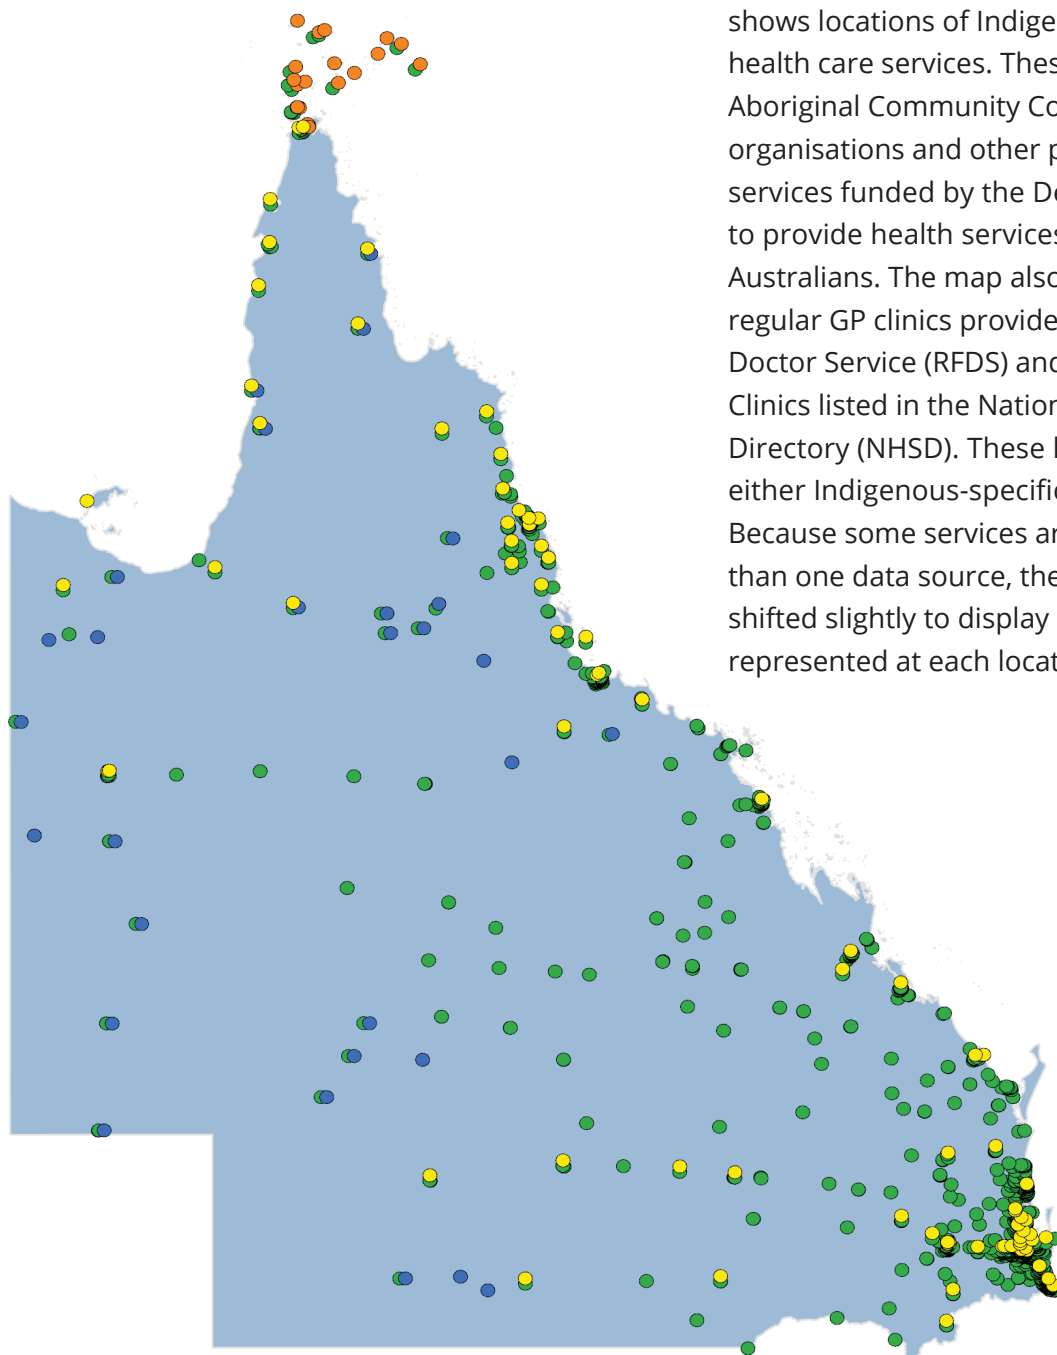 shows locations of Indige
health care services. Thes
Aboriginal Community Co
organisations and other p
services funded by the De
to provide health services
Australians. The map also
regular GP clinics provide
Doctor Service (RFDS) and
Clinics listed in the Nation
Directory (NHSD). These l
either Indigenous-specific
Because some services ar
than one data source, the
shifted slightly to display
represented at each locat